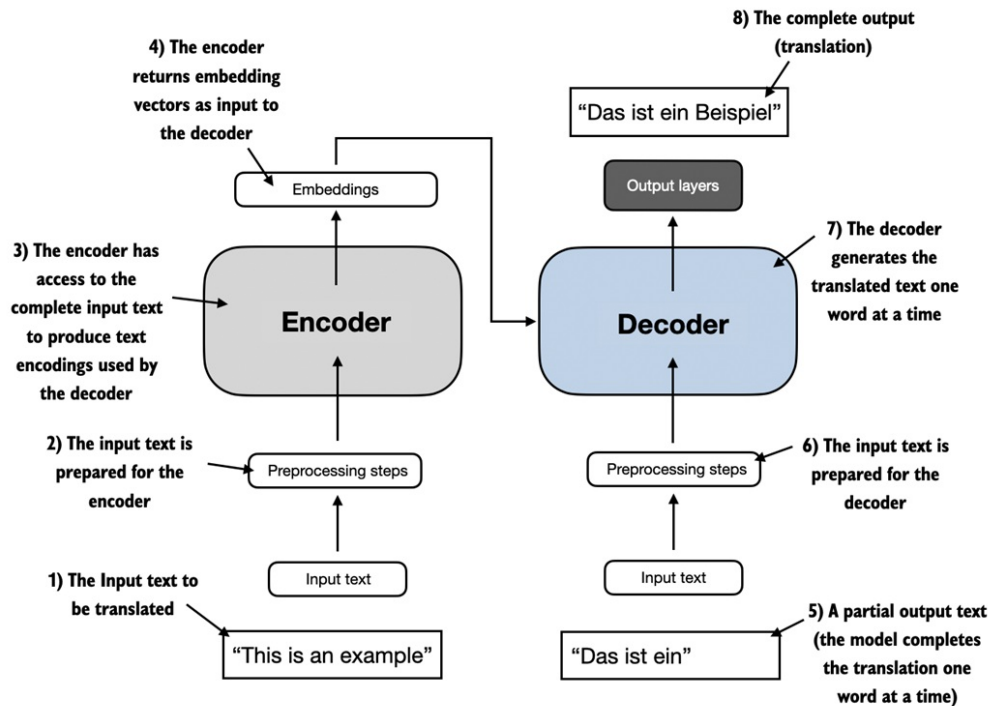 8) The complete output
(translation)
4) The encoder
returns embedding
vectors as input to
the decoder
“Das ist ein Beispiel”
Embeddings
Output layers
3) The encoder has
access to the
complete input text
to produce text
encodings used by
the decoder
Encoder
Decoder
7) The decoder
generates the
translated text one
word at a time
2) The input text is
prepared for the
encoder
Preprocessing steps
Preprocessing steps
6) The input text is
prepared for the
decoder
1) The Input text to
be translated
Input text
Input text
“This is an example”
“Das ist ein”
5) A partial output text
(the model completes
the translation one
word at a time)